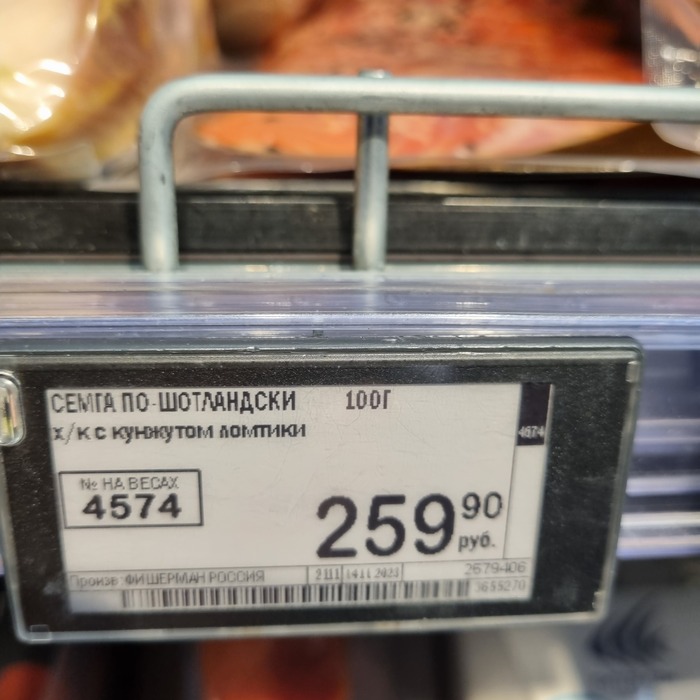 СЕМГА ПО-ШОТЛАНДСКИ 100Г
х/к с кунжутом ломтики
№ НА ВЕСАХ
4574
259 90
руб.
Произв: ФИШЕРМАН РОССИЯ 14.11.2023 2679406